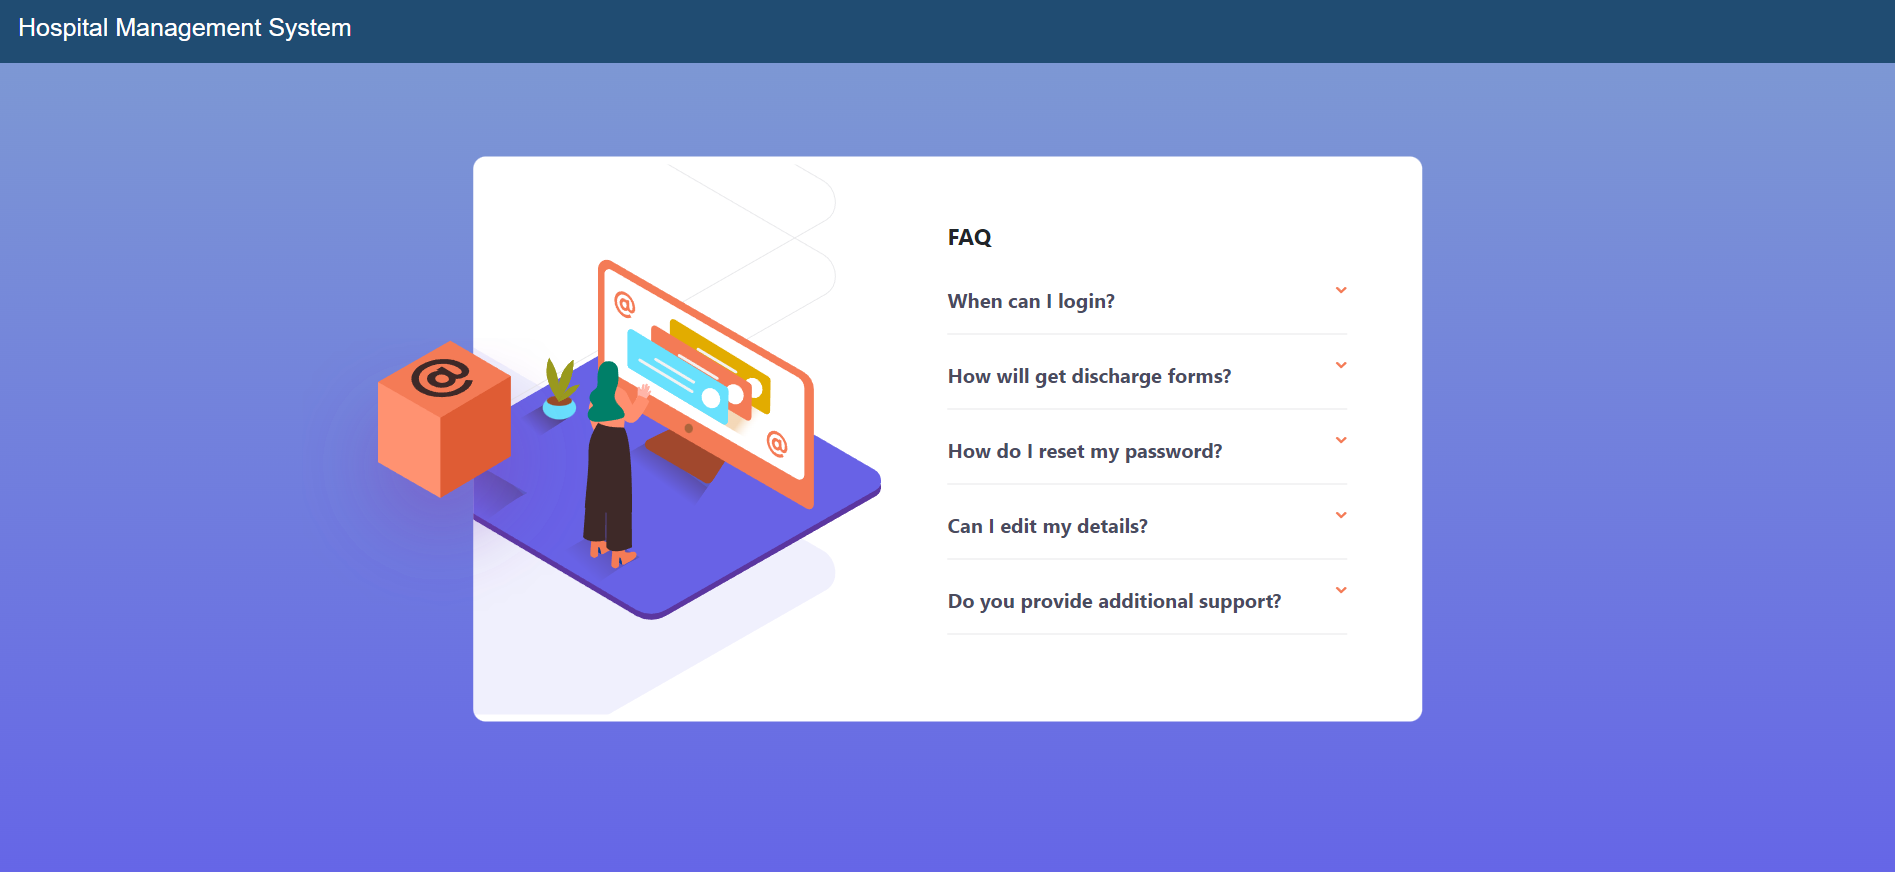 Hospital Management System
FAQ
When can I login?
How will get discharge forms?
How do I reset my password?
Can I edit my details?
Do you provide additional support?
@
@
@